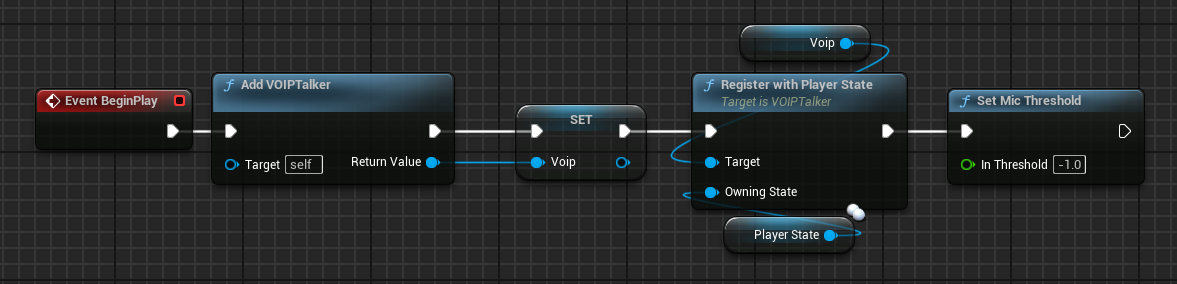 Voip
Event BeginPlay
Add VOIPTalker
Target self
Return Value
SET
Voip
Register with Player State
Target is VOIPTalker
Target
Owning State
Player State
Set Mic Threshold
In Threshold -1.0